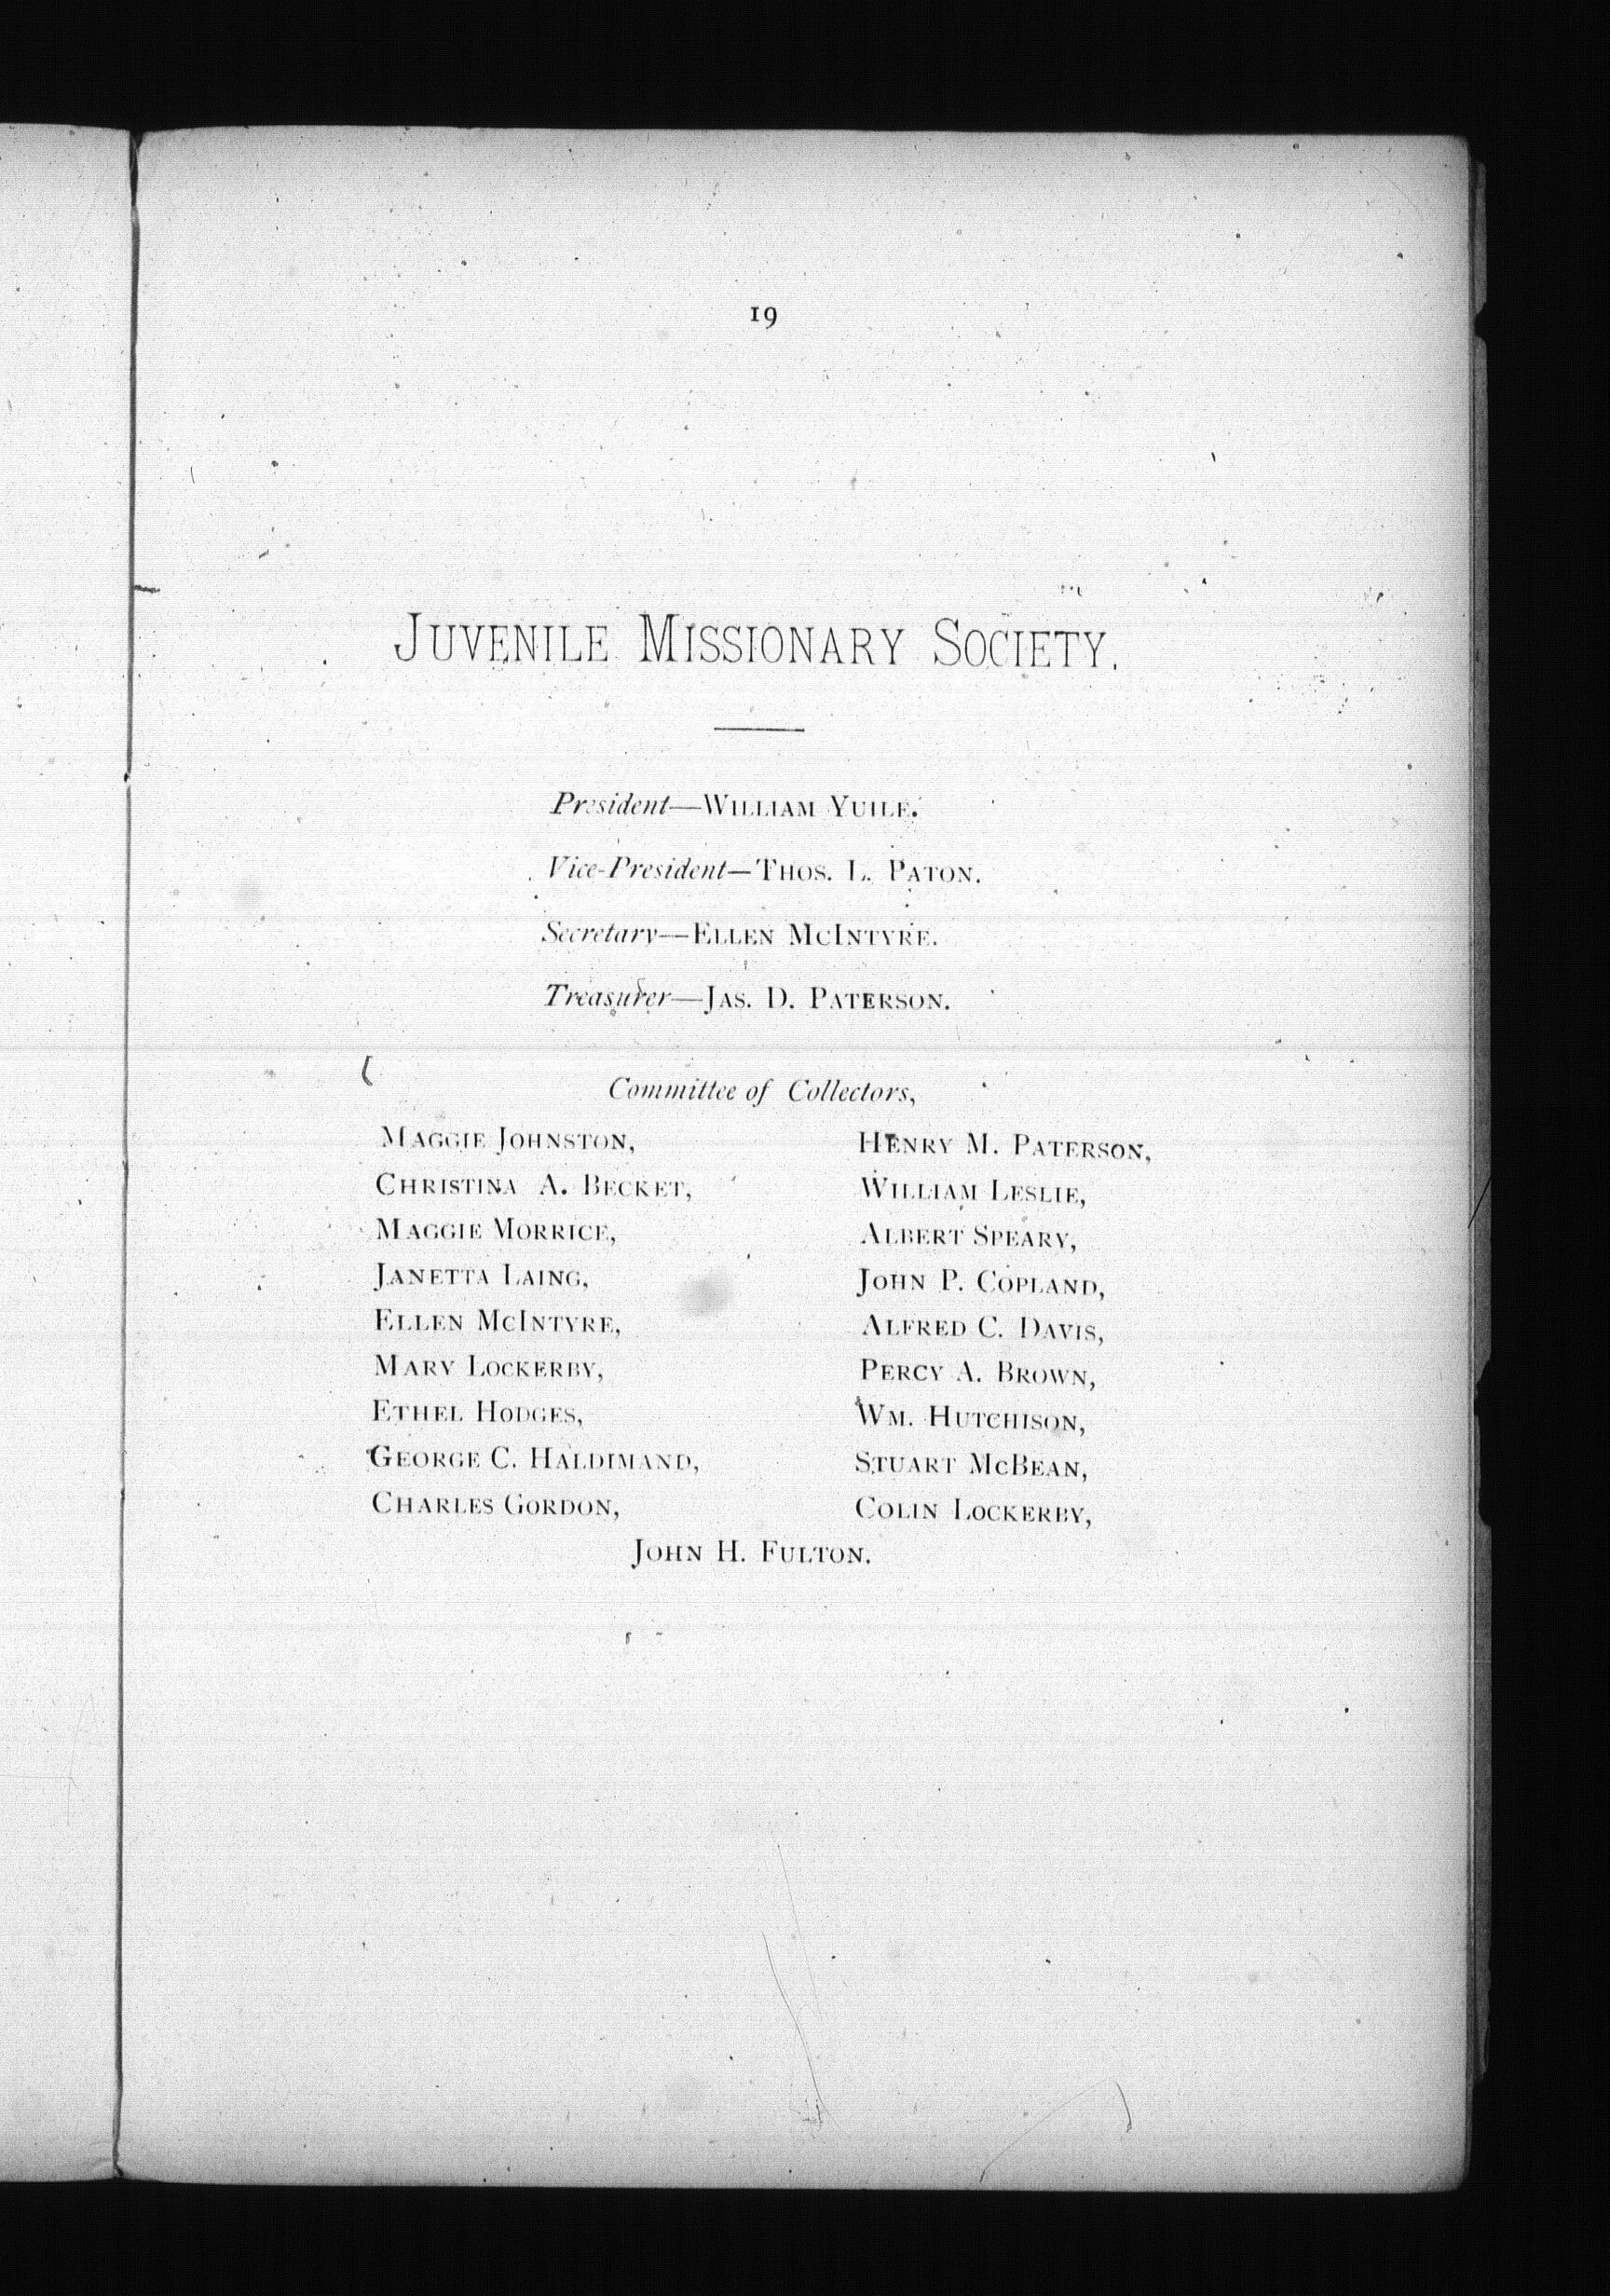 19
JUVENILE MISSIONARY SOCIETY.
President—WILLIAM YUILE.
Vice-President—THOS. L. PATON.
Secretary—ELLEN MCINTYRE.
Treasurer—JAS. D. PATERSON.
Committee of Collectors,
MAGGIE JOHNSTON,
CHRISTINA A. BECKET,
MAGGIE MORRICE,
JANETTA LAING,
ELLEN MCINTYRE,
MARY LOCKERBY,
ETHEL HODGES,
GEORGE C. HALDIMAND,
CHARLES GORDON,
HENRY M. PATERSON,
WILLIAM LESLIE,
ALBERT SPEARY,
JOHN P. COPLAND,
ALFRED C. DAVIS,
PERCY A. BROWN,
WM. HUTCHISON,
STUART MCBEAN,
COLIN LOCKERBY,
JOHN H. FULTON.